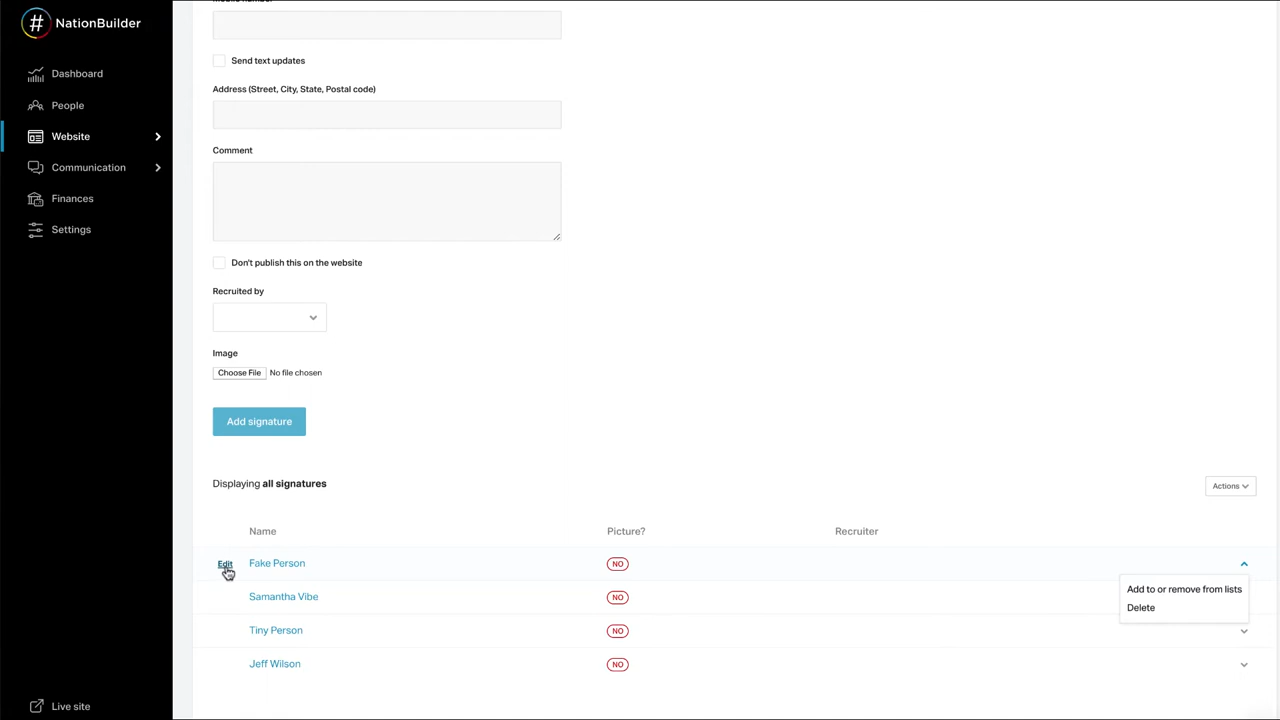 #
NationBuilder
Dashboard
People
Website
Communication
Finances
Settings
Live site
Send text updates
Address (Street, City, State, Postal code)
Comment
Don't publish this on the website
Recruited by
Image
Choose File No file chosen
Add signature
Displaying all signatures
Actions
Name Picture? Recruiter
Edit Fake Person NO
Add to or remove from lists
Delete
Samantha Vibe NO
Tiny Person NO
Jeff Wilson NO